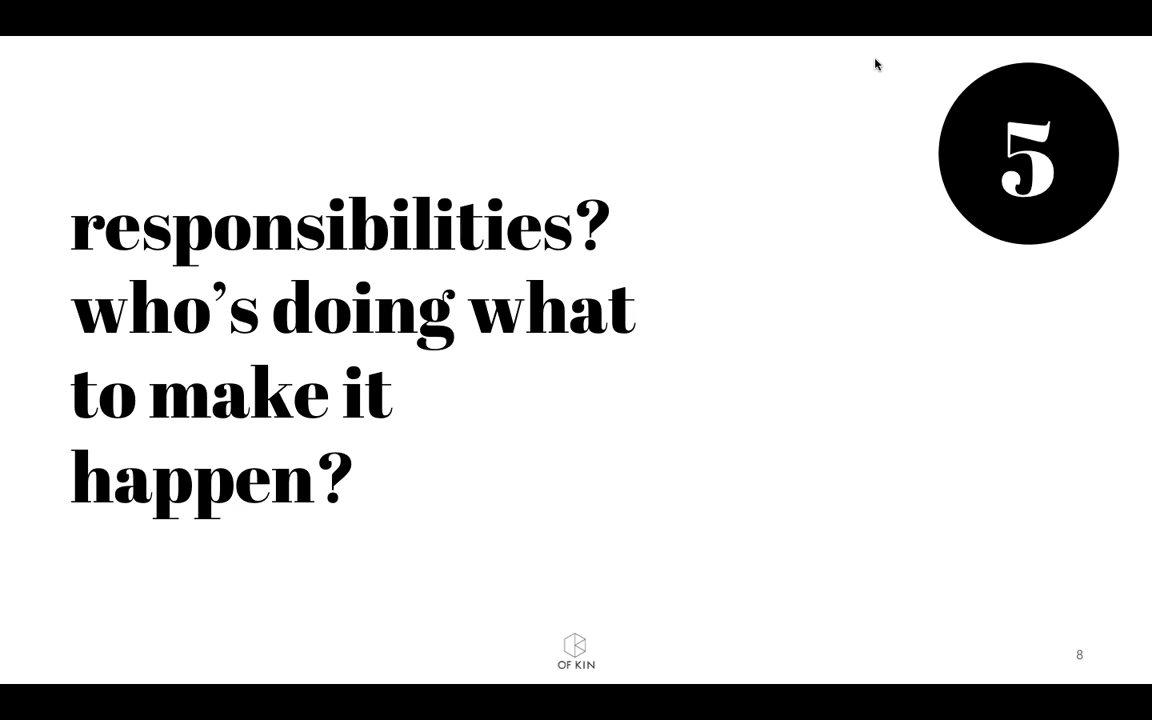 5
responsibilities?
who’s doing what
to make it
happen?
OF KIN
8